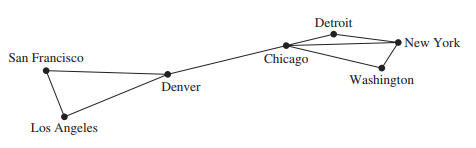 Detroit
New York
San Francisco
Chicago
Washington
Denver
Los Angeles